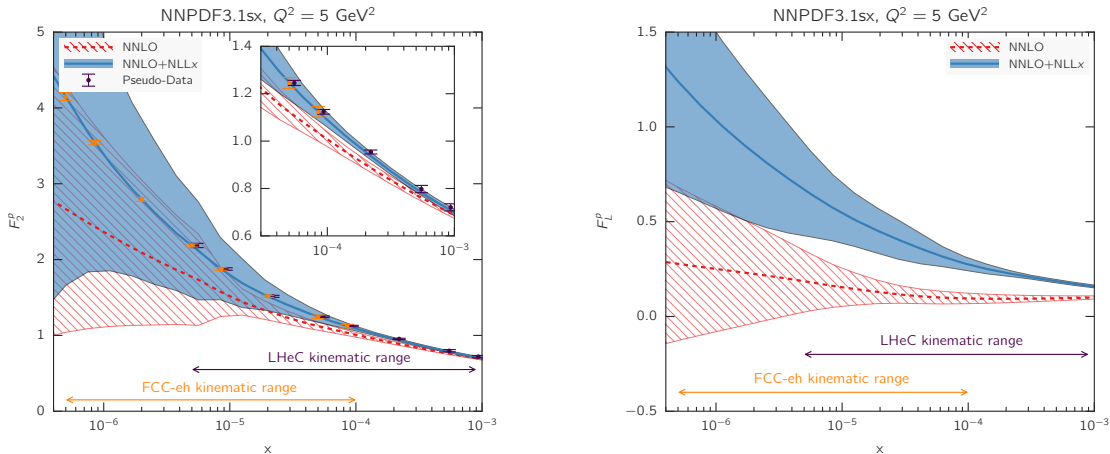 NNPDF3.1sx, Q² = 5 GeV²
NNLO
NNLO+NLLx
Pseudo-Data
5
4
3
2
1
0
F₂ᵖ
1.4
1.2
1.0
0.8
0.6
10⁻⁴
10⁻³
LHeC kinematic range
FCC-eh kinematic range
10⁻⁶
10⁻⁵
10⁻⁴
10⁻³
x
NNPDF3.1sx, Q² = 5 GeV²
NNLO
NNLO+NLLx
1.5
1.0
0.5
0.0
−0.5
F_Lᵖ
LHeC kinematic range
FCC-eh kinematic range
10⁻⁶
10⁻⁵
10⁻⁴
10⁻³
x